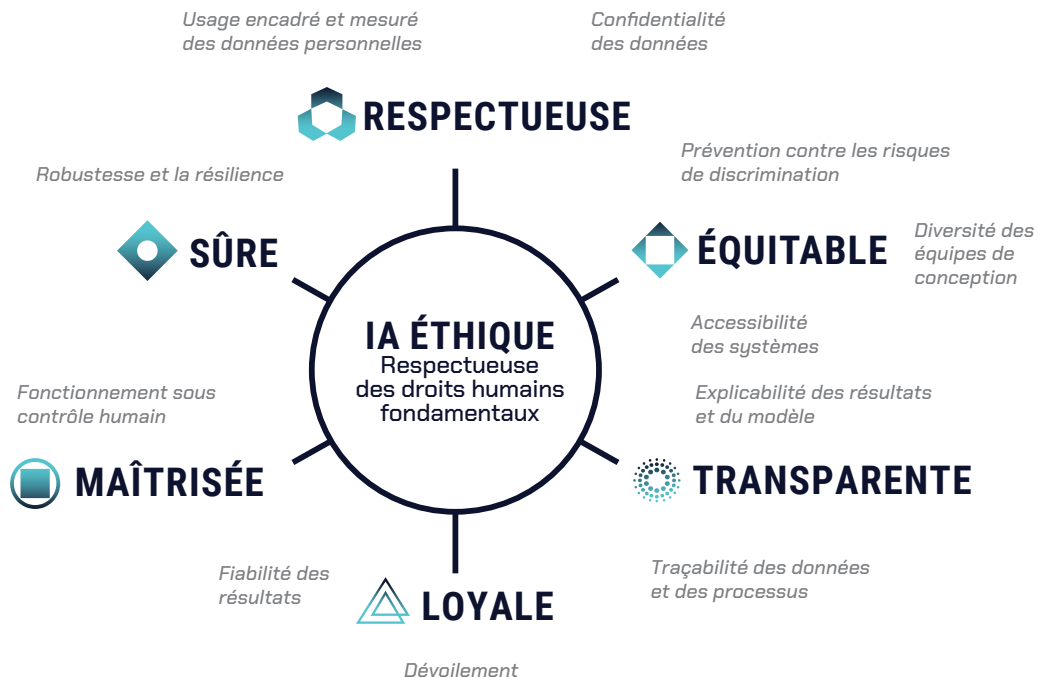 Usage encadré et mesuré
des données personnelles
Confidentialité
des données
RESPECTUEUSE
Robustesse et la résilience
SÛRE
Prévention contre les risques
de discrimination
ÉQUITABLE
Diversité des
équipes de
conception
Accessibilité
des systèmes
IA ÉTHIQUE
Respectueuse
des droits humains
fondamentaux
Fonctionnement sous
contrôle humain
MAÎTRISÉE
Explicabilité des résultats
et du modèle
TRANSPARENTE
Traçabilité des données
et des processus
Fiabilité des
résultats
LOYALE
Dévoilement